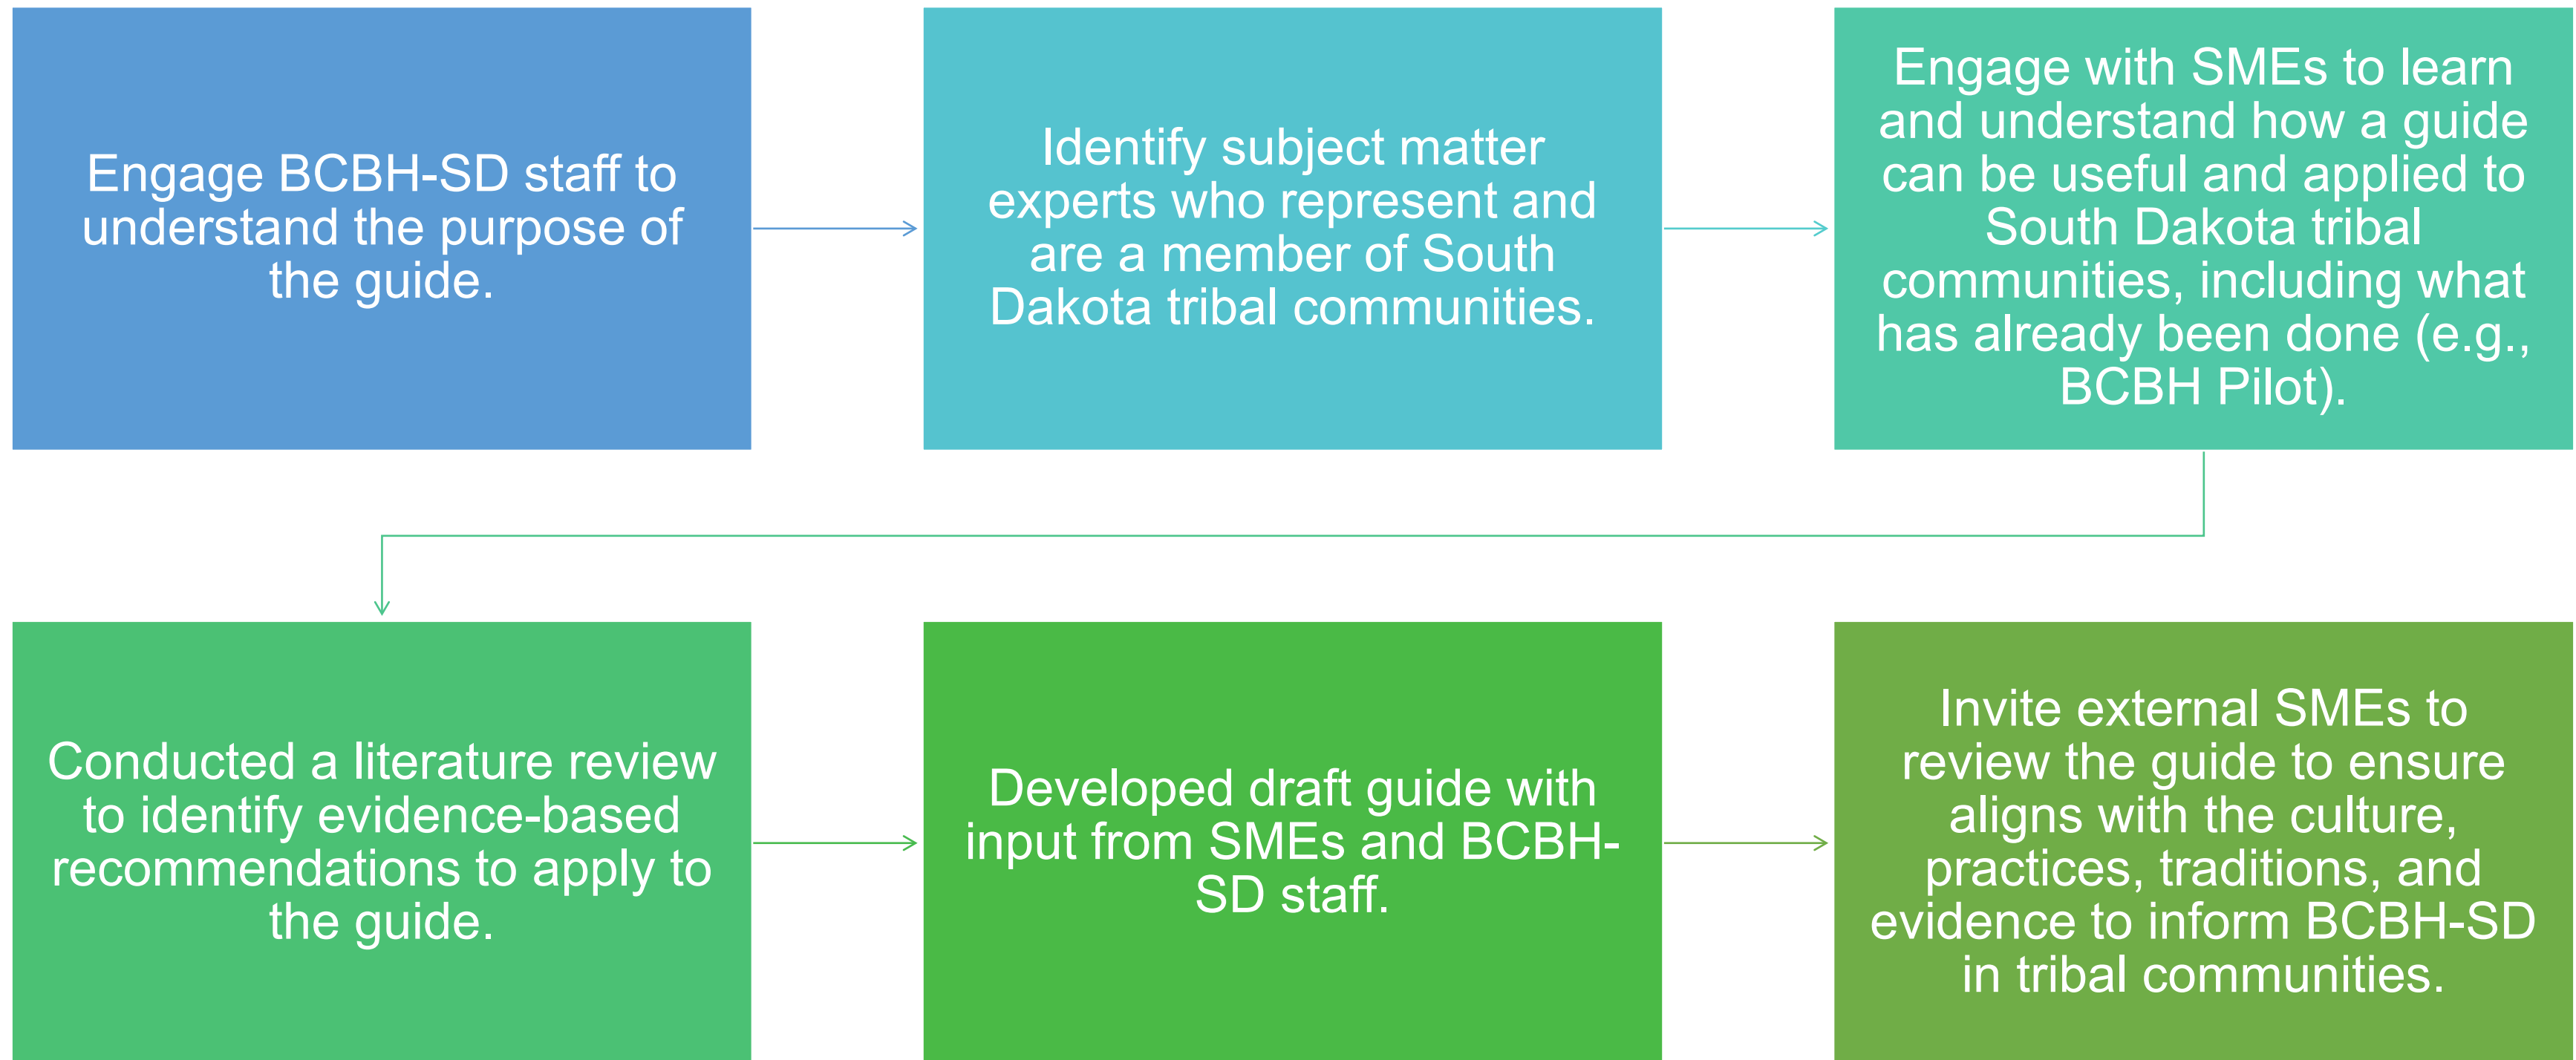 Engage BCBH-SD staff to
understand the purpose of
the guide.
Identify subject matter
experts who represent and
are a member of South
Dakota tribal communities.
Engage with SMEs to learn
and understand how a guide
can be useful and applied to
South Dakota tribal
communities, including what
has already been done (e.g.,
BCBH Pilot).
Conducted a literature review
to identify evidence-based
recommendations to apply to
the guide.
Developed draft guide with
input from SMEs and BCBH-
SD staff.
Invite external SMEs to
review the guide to ensure
aligns with the culture,
practices, traditions, and
evidence to inform BCBH-SD
in tribal communities.